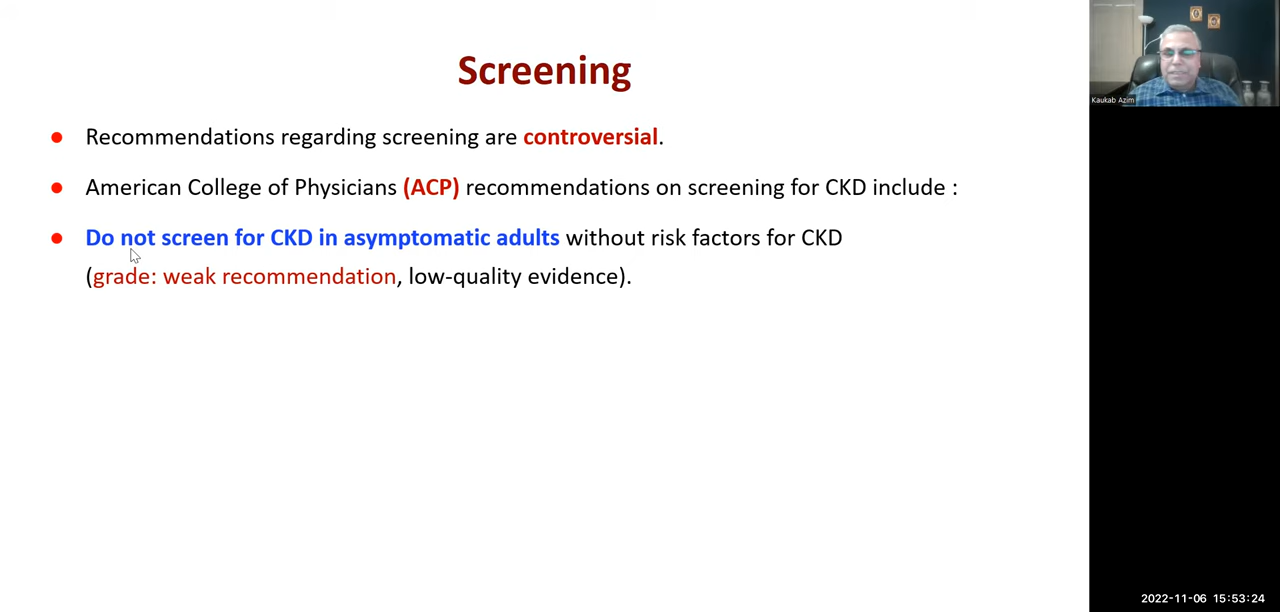 Screening
Recommendations regarding screening are controversial.
American College of Physicians (ACP) recommendations on screening for CKD include :
Do not screen for CKD in asymptomatic adults without risk factors for CKD
(grade: weak recommendation, low-quality evidence).
Kaukab Azim
2022-11-06 15:53:24